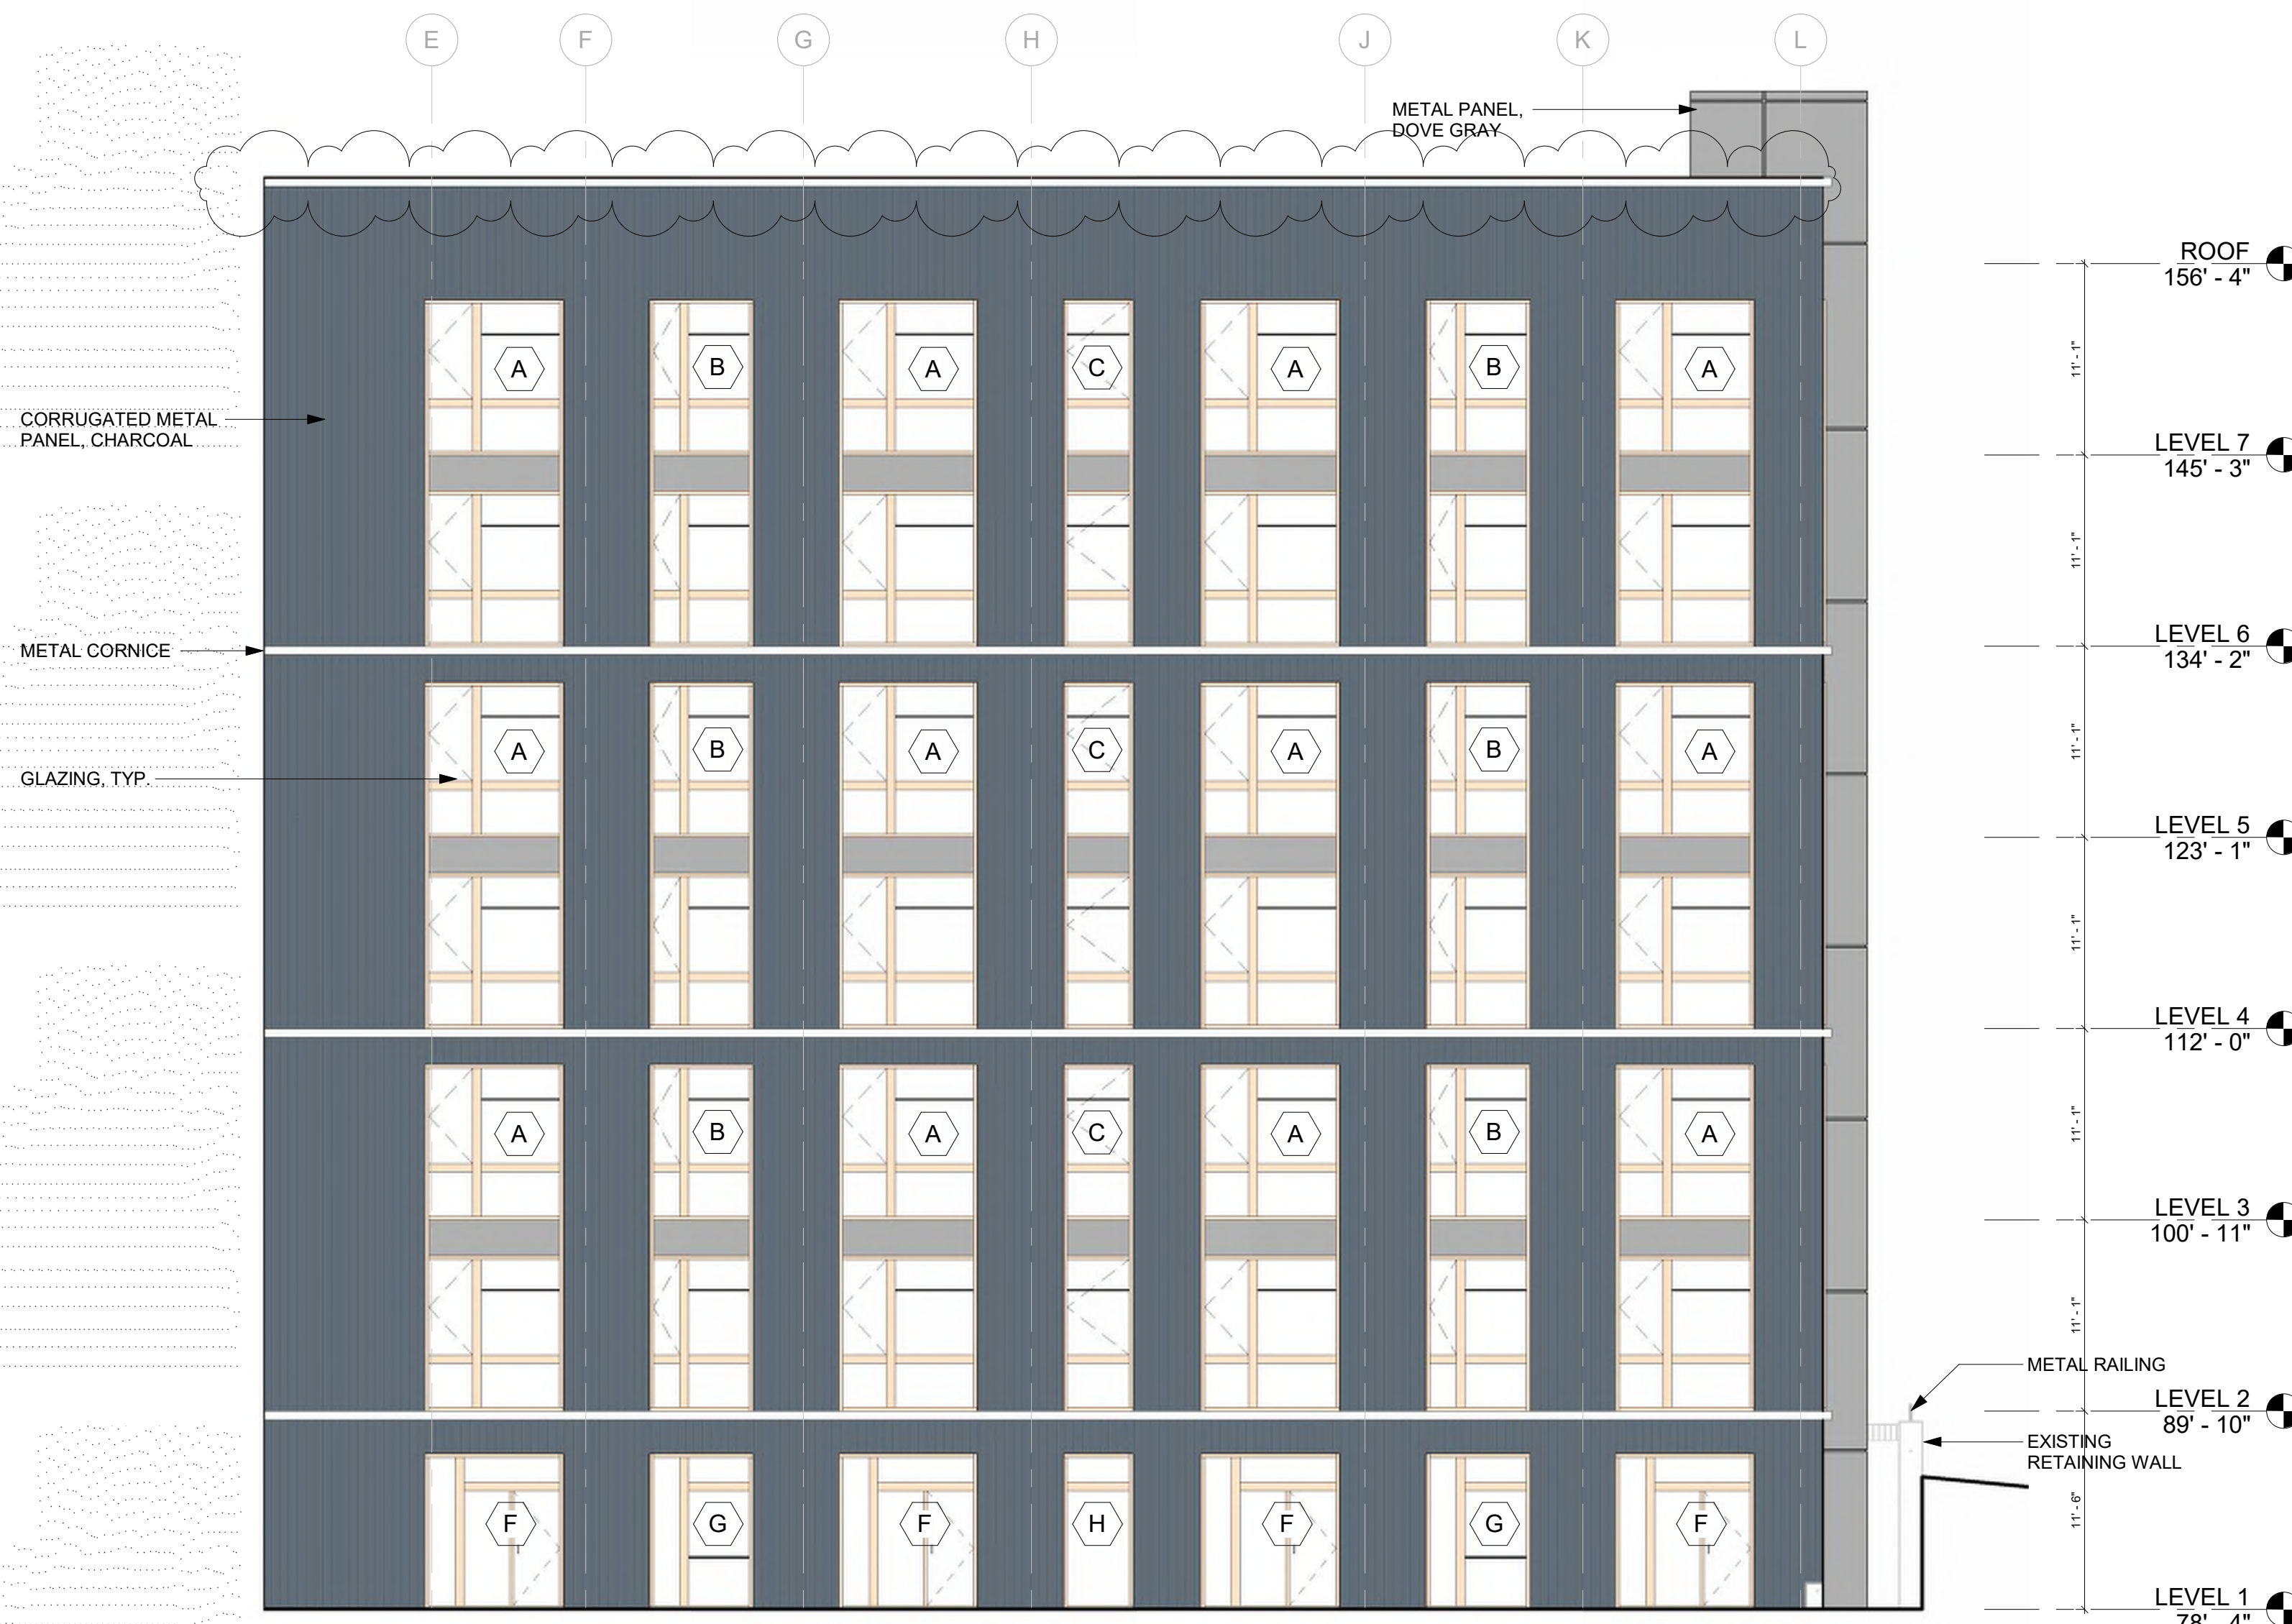 E F G H J K L
METAL PANEL,
DOVE GRAY
ROOF
156' - 4"
11' - 1"
A B A C A B A
CORRUGATED METAL
PANEL, CHARCOAL
LEVEL 7
145' - 3"
11' - 1"
LEVEL 6
134' - 2"
METAL CORNICE
11' - 1"
A B A C A B A
GLAZING, TYP.
LEVEL 5
123' - 1"
11' - 1"
LEVEL 4
112' - 0"
11' - 1"
A B A C A B A
LEVEL 3
100' - 11"
11' - 1"
METAL RAILING
LEVEL 2
89' - 10"
EXISTING
RETAINING WALL
11' - 6"
F G F H F G F
LEVEL 1
78' - 4"